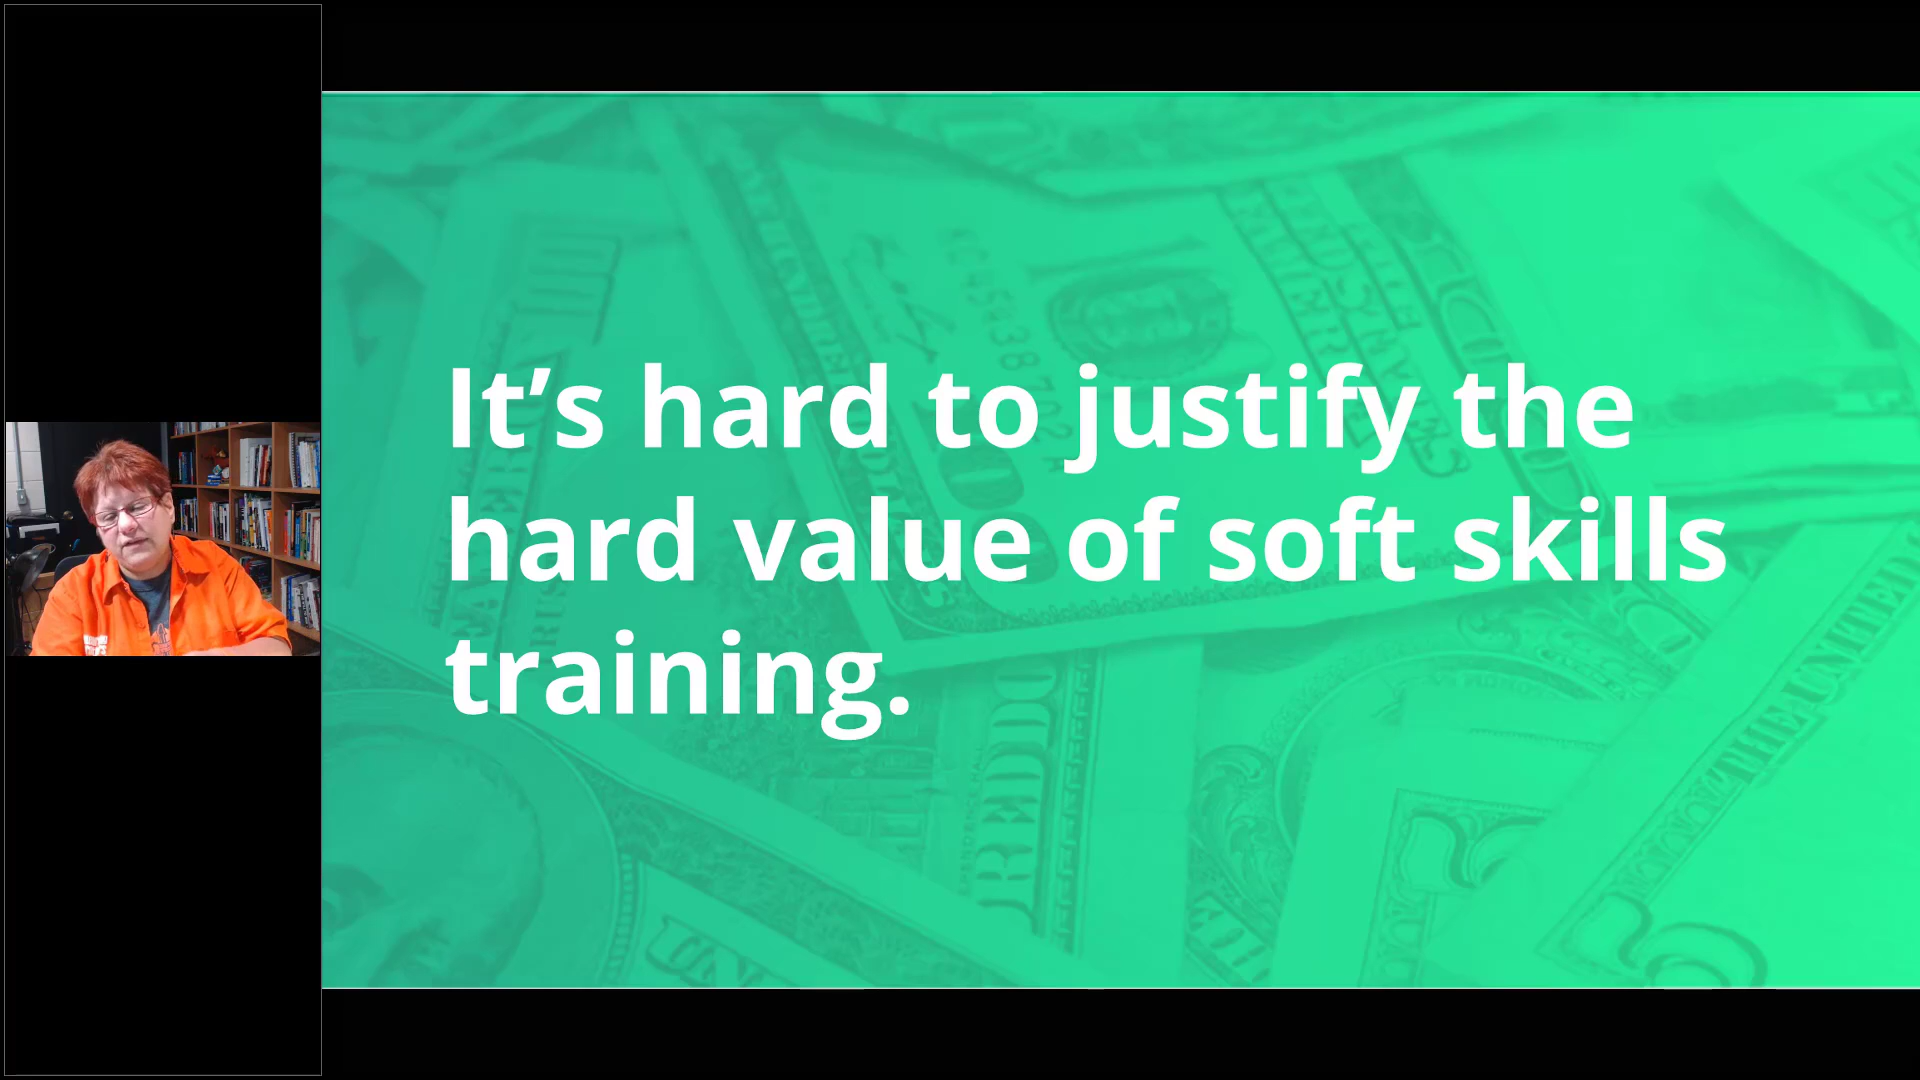 It’s hard to justify the
hard value of soft skills
training.